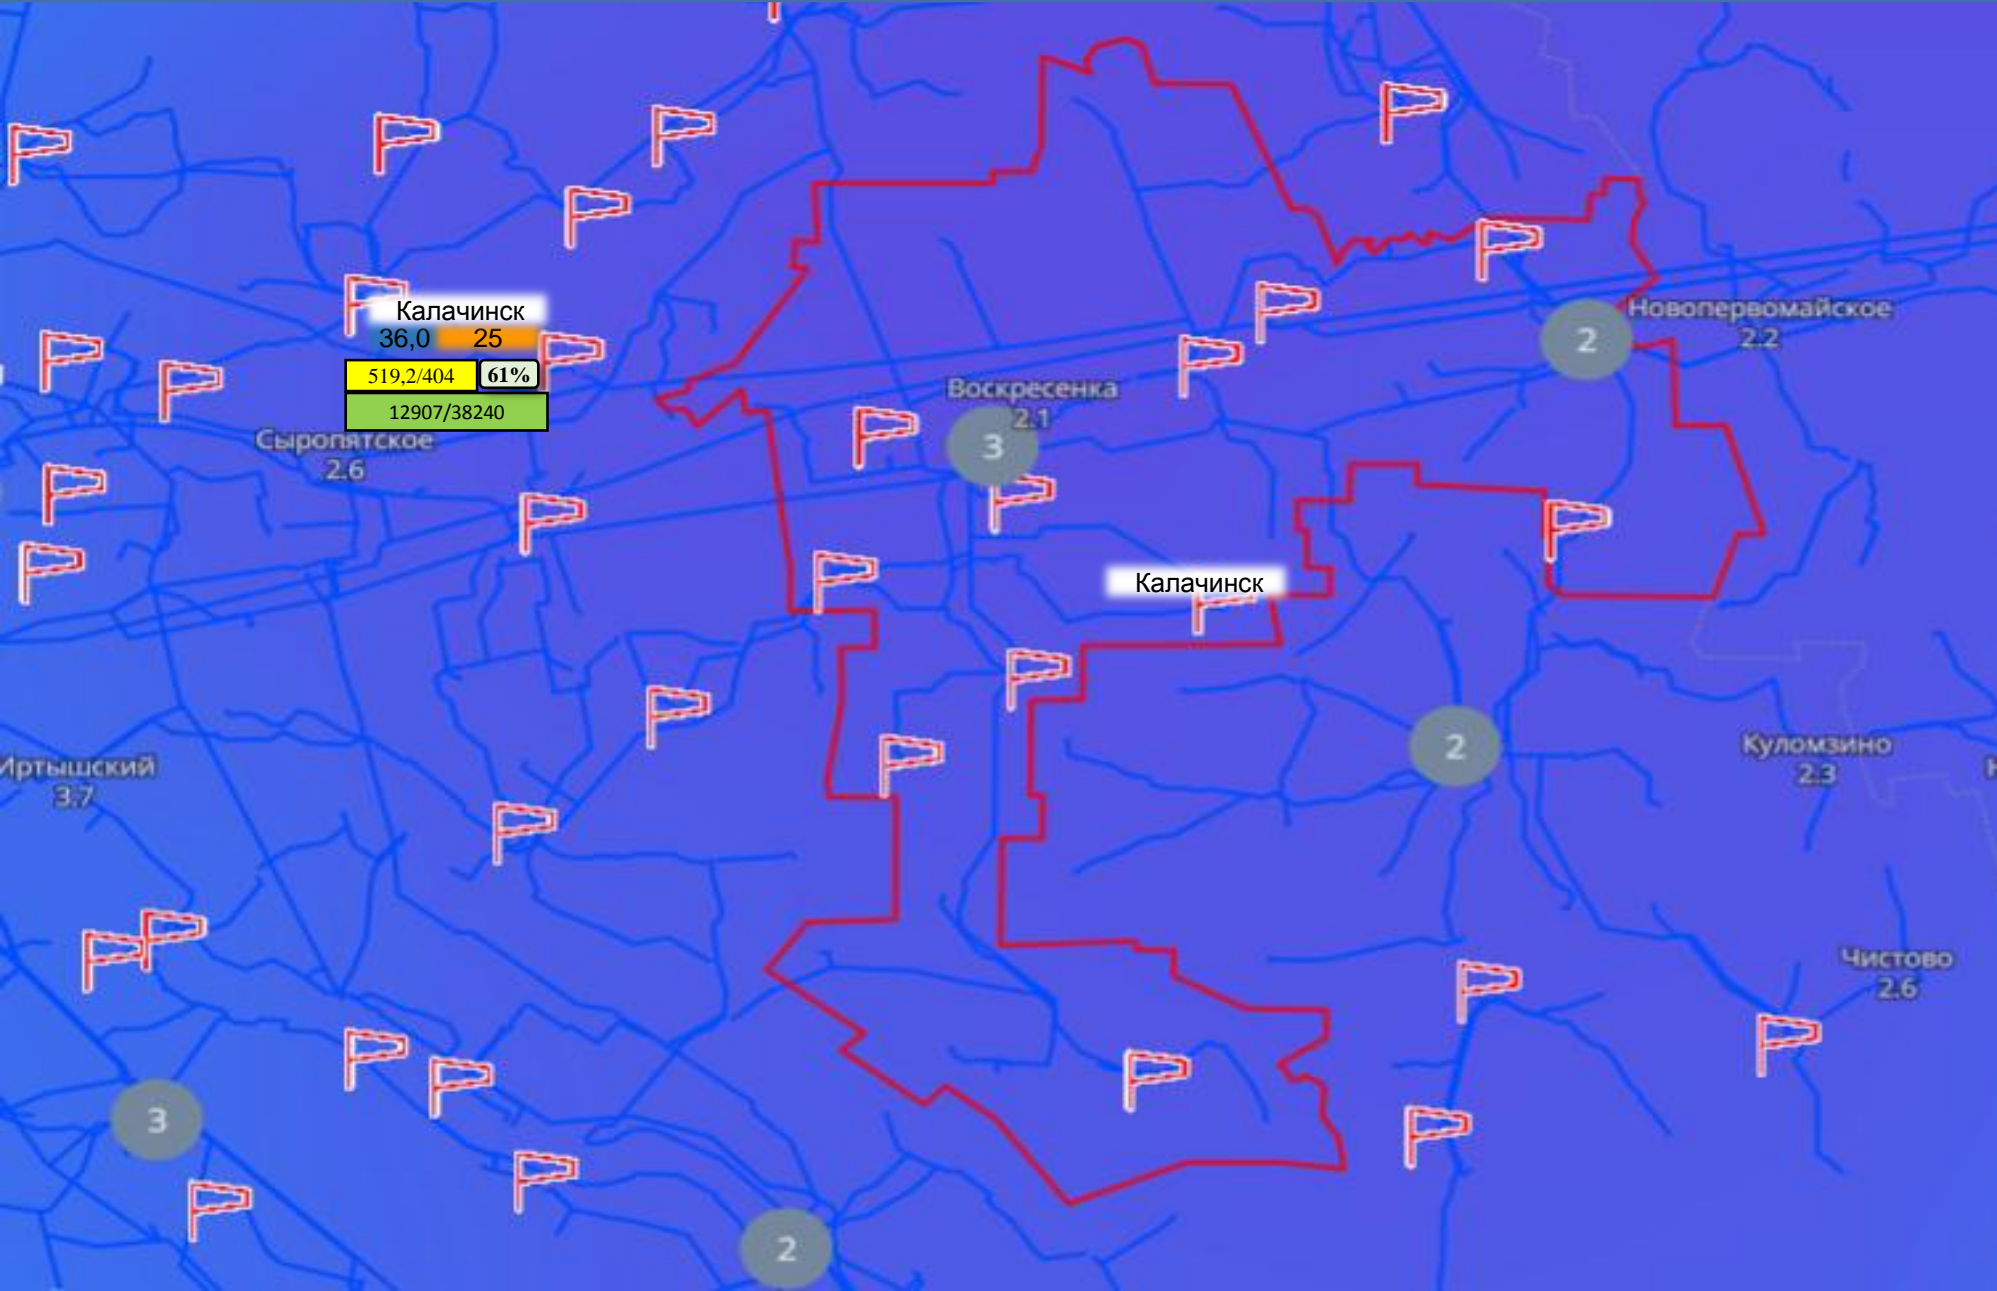 Калачинск
36,0 25
519,2/404 61%
12907/38240
Новопервомайское
2.2
2
Воскресенка
2.1
3
Сыропятское
2.6
Калачинск
Иртышский
3.7
2
Куломзино
2.3
Чистово
2.6
3
2